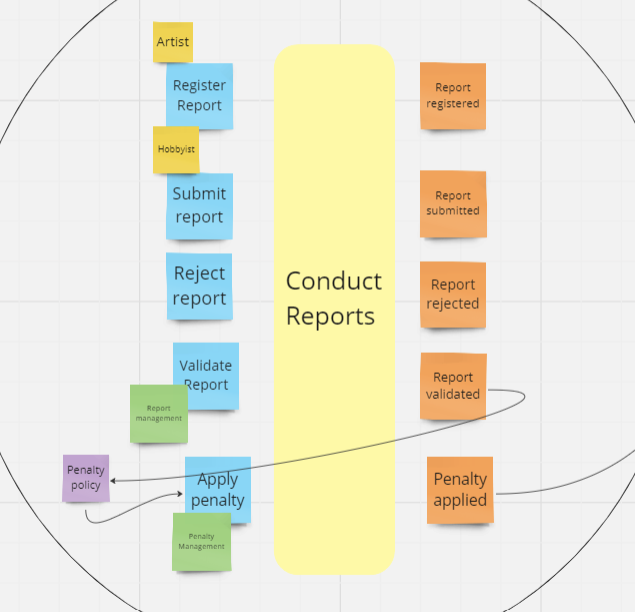 Artist
Register
Report
Report
registered
Hobbyist
Submit
report
Report
submitted
Reject
report
Report
rejected
Conduct
Reports
Validate
Report
Report
validated
Report
management
Penalty
policy
Apply
penalty
Penalty
applied
Penalty
Management